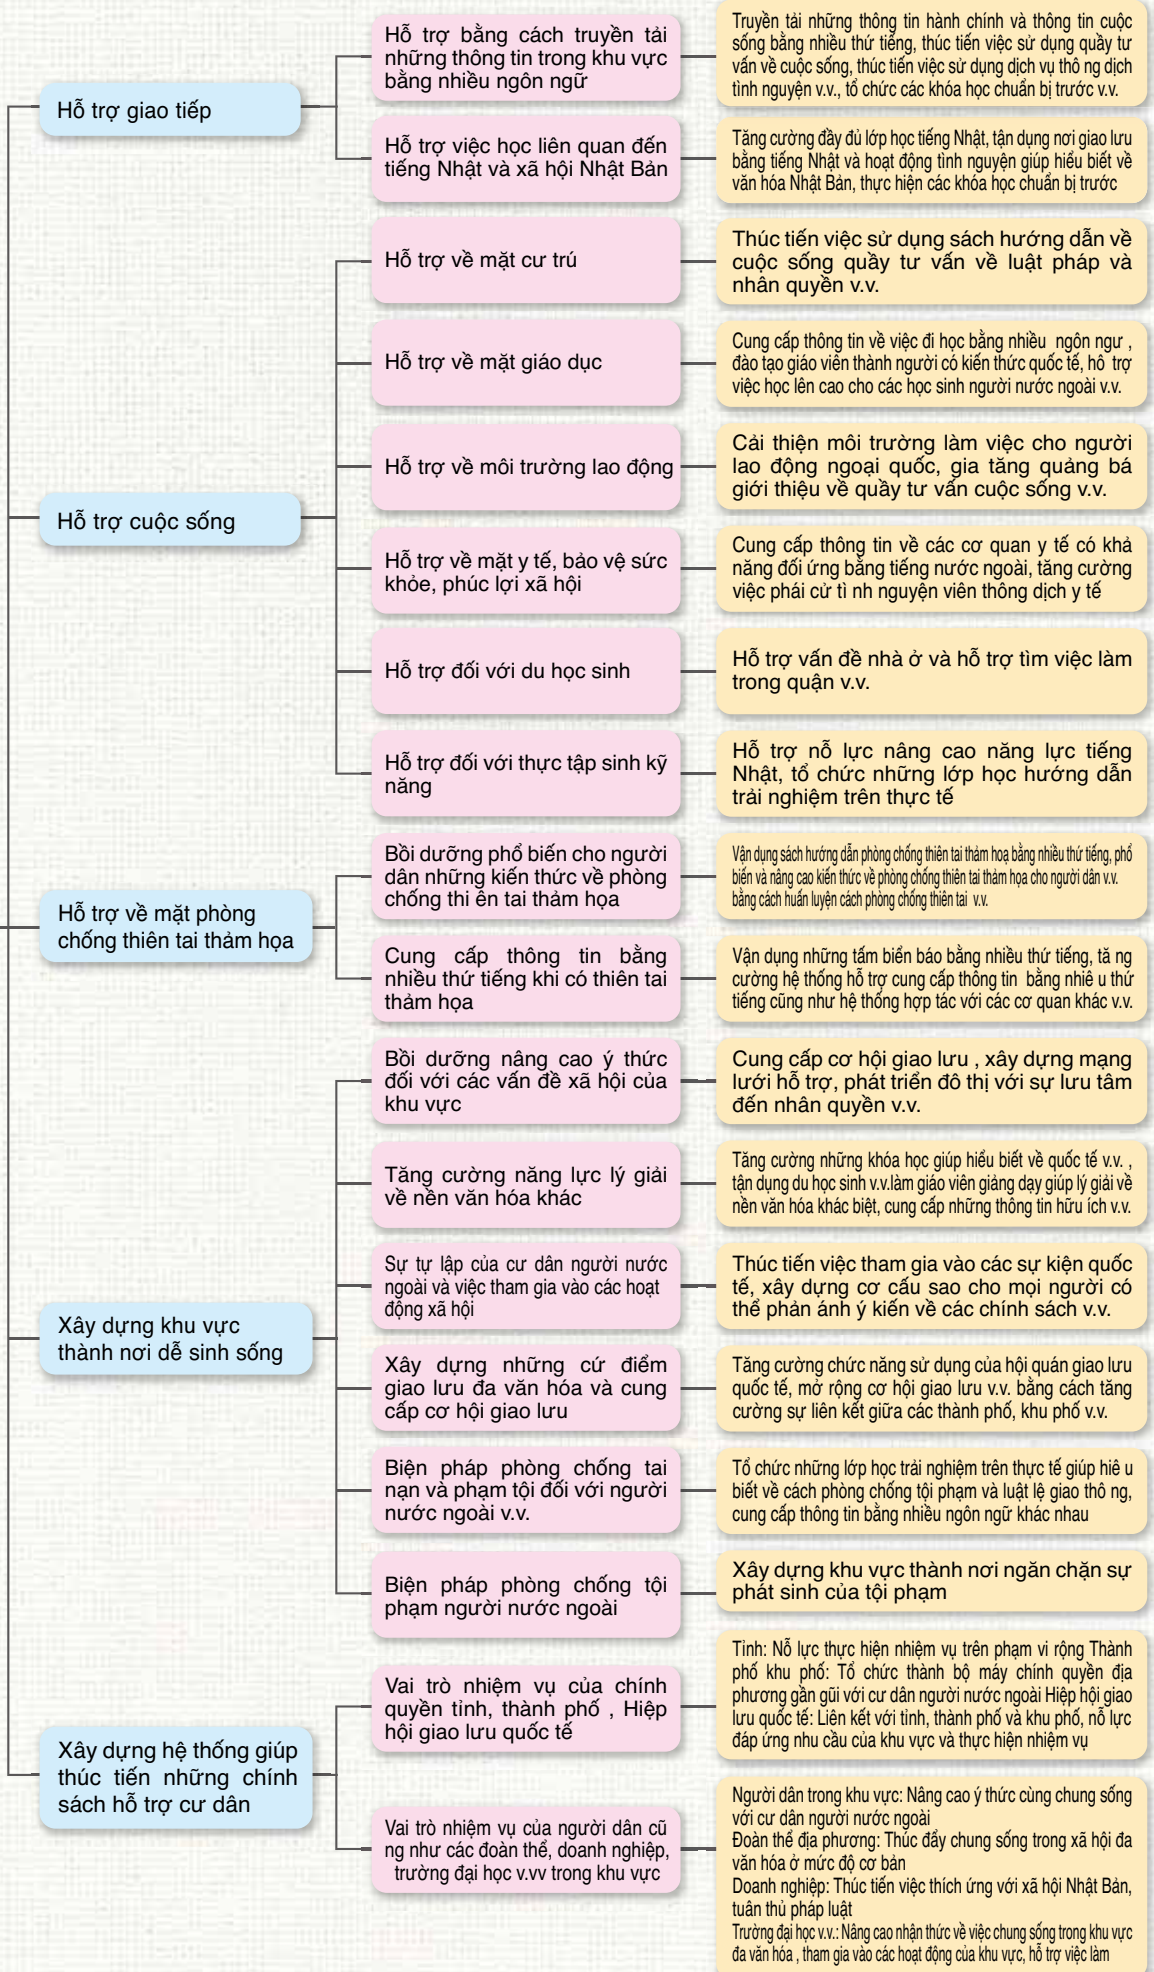 Hỗ trợ giao tiếp
Hỗ trợ bằng cách truyền tải
những thông tin trong khu vực
bằng nhiều ngôn ngữ
Truyền tải những thông tin hành chính và thông tin cuộc
sống bằng nhiều thứ tiếng, thúc tiến việc sử dụng quầy tư
vấn về cuộc sống, thúc tiến việc sử dụng dịch vụ thô ng dịch
tình nguyện v.v., tổ chức các khóa học chuẩn bị trước v.v.
Hỗ trợ việc học liên quan đến
tiếng Nhật và xã hội Nhật Bản
Tăng cường đầy đủ lớp học tiếng Nhật, tận dụng nơi giao lưu
bằng tiếng Nhật và hoạt động tình nguyện giúp hiểu biết về
văn hóa Nhật Bản, thực hiện các khóa học chuẩn bị trước
Hỗ trợ cuộc sống
Hỗ trợ về mặt cư trú
Thúc tiến việc sử dụng sách hướng dẫn về
cuộc sống quầy tư vấn về luật pháp và
nhân quyền v.v.
Hỗ trợ về mặt giáo dục
Cung cấp thông tin về việc đi học bằng nhiều ngôn ngư ,
đào tạo giáo viên thành người có kiến thức quốc tế, hô trợ
việc học lên cao cho các học sinh người nước ngoài v.v.
Hỗ trợ về môi trường lao động
Cải thiện môi trường làm việc cho người
lao động ngoại quốc, gia tăng quảng bá
giới thiệu về quầy tư vấn cuộc sống v.v.
Hỗ trợ về mặt y tế, bảo vệ sức
khỏe, phúc lợi xã hội
Cung cấp thông tin về các cơ quan y tế có khả
năng đối ứng bằng tiếng nước ngoài, tăng cường
việc phái cử tì nh nguyện viên thông dịch y tế
Hỗ trợ đối với du học sinh
Hỗ trợ vấn đề nhà ở và hỗ trợ tìm việc làm
trong quận v.v.
Hỗ trợ đối với thực tập sinh kỹ
năng
Hỗ trợ nỗ lực nâng cao năng lực tiếng
Nhật, tổ chức những lớp học hướng dẫn
trải nghiệm trên thực tế
Hỗ trợ về mặt phòng
chống thiên tai thảm họa
Bồi dưỡng phổ biến cho người
dân những kiến thức về phòng
chống thi ên tai thảm họa
Vận dụng sách hướng dẫn phòng chống thiên tai thảm hoạ bằng nhiều thứ tiếng, phổ
biến và nâng cao kiến thức về phòng chống thiên tai thảm họa cho người dân v.v.
bằng cách huấn luyện cách phòng chống thiên tai v.v.
Cung cấp thông tin bằng
nhiều thứ tiếng khi có thiên tai
thảm họa
Vận dụng những tấm biển báo bằng nhiều thứ tiếng, tă ng
cường hệ thống hỗ trợ cung cấp thông tin bằng nhiê u thứ
tiếng cũng như hệ thống hợp tác với các cơ quan khác v.v.
Xây dựng khu vực
thành nơi dễ sinh sống
Bồi dưỡng nâng cao ý thức
đối với các vấn đề xã hội của
khu vực
Cung cấp cơ hội giao lưu , xây dựng mạng
lưới hỗ trợ, phát triển đô thị với sự lưu tâm
đến nhân quyền v.v.
Tăng cường năng lực lý giải
về nền văn hóa khác
Tăng cường những khóa học giúp hiểu biết về quốc tế v.v. ,
tận dụng du học sinh v.v.làm giáo viên giảng dạy giúp lý giải về
nền văn hóa khác biệt, cung cấp những thông tin hữu ích v.v.
Sự tự lập của cư dân người nước
ngoài và việc tham gia vào các hoạt
động xã hội
Thúc tiến việc tham gia vào các sự kiện quốc
tế, xây dựng cơ cấu sao cho mọi người có
thể phản ánh ý kiến về các chính sách v.v.
Xây dựng những cứ điểm
giao lưu đa văn hóa và cung
cấp cơ hội giao lưu
Tăng cường chức năng sử dụng của hội quán giao lưu
quốc tế, mở rộng cơ hội giao lưu v.v. bằng cách tăng
cường sự liên kết giữa các thành phố, khu phố v.v.
Biện pháp phòng chống tai
nạn và phạm tội đối với người
nước ngoài v.v.
Tổ chức những lớp học trải nghiệm trên thực tế giúp hiê u
biết về cách phòng chống tội phạm và luật lệ giao thô ng,
cung cấp thông tin bằng nhiều ngôn ngữ khác nhau
Biện pháp phòng chống tội
phạm người nước ngoài
Xây dựng khu vực thành nơi ngăn chặn sự
phát sinh của tội phạm
Xây dựng hệ thống giúp
thúc tiến những chính
sách hỗ trợ cư dân
Vai trò nhiệm vụ của chính
quyền tỉnh, thành phố , Hiệp
hội giao lưu quốc tế
Tỉnh: Nỗ lực thực hiện nhiệm vụ trên phạm vi rộng Thành
phố khu phố: Tổ chức thành bộ máy chính quyền địa
phương gần gũi với cư dân người nước ngoài Hiệp hội giao
lưu quốc tế: Liên kết với tỉnh, thành phố và khu phố, nỗ lực
đáp ứng nhu cầu của khu vực và thực hiện nhiệm vụ
Vai trò nhiệm vụ của người dân cũ
ng như các đoàn thể, doanh nghiệp,
trường đại học v.vv trong khu vực
Người dân trong khu vực: Nâng cao ý thức cùng chung sống
với cư dân người nước ngoài
Đoàn thể địa phương: Thúc đẩy chung sống trong xã hội đa
văn hóa ở mức độ cơ bản
Doanh nghiệp: Thúc tiến việc thích ứng với xã hội Nhật Bản,
tuân thủ pháp luật
Trường đại học v.v.: Nâng cao nhận thức về việc chung sống trong khu vực
đa văn hóa , tham gia vào các hoạt động của khu vực, hỗ trợ việc làm